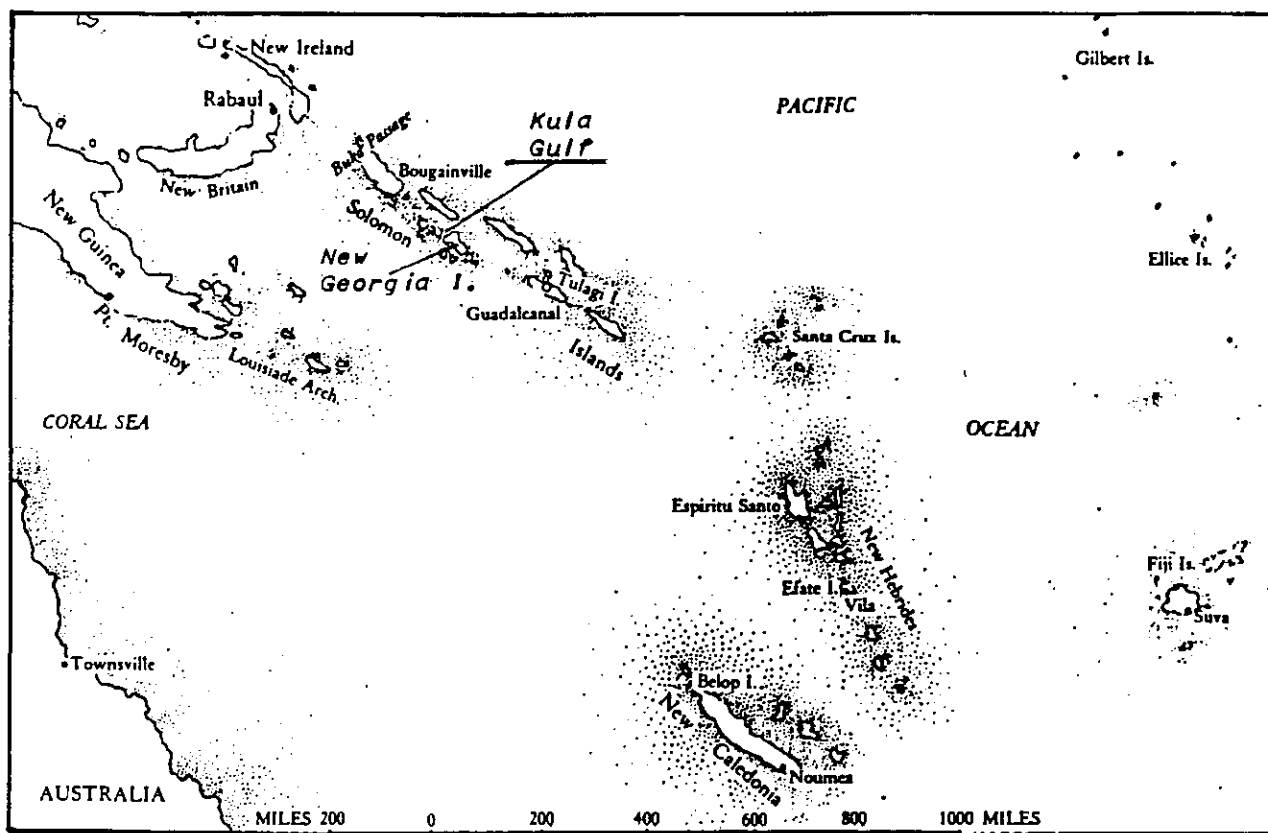 New Ireland
Gilbert Is.
Rabaul
PACIFIC
Kula
Gulf
Buka Passage
Bougainville
New Britain
New Guinea
Solomon
New
Georgia I.
Tulagi I.
Ellice Is.
Guadalcanal
Pt. Moresby
Santa Cruz Is.
Islands
Louisiade Arch.
CORAL SEA
OCEAN
Espiritu Santo
New Hebrides
Fiji Is.
Efate I.
Vila
Suva
Townsville
Belop I.
New
Caledonia
Noumea
AUSTRALIA
MILES 200 0 200 400 600 800 1000 MILES